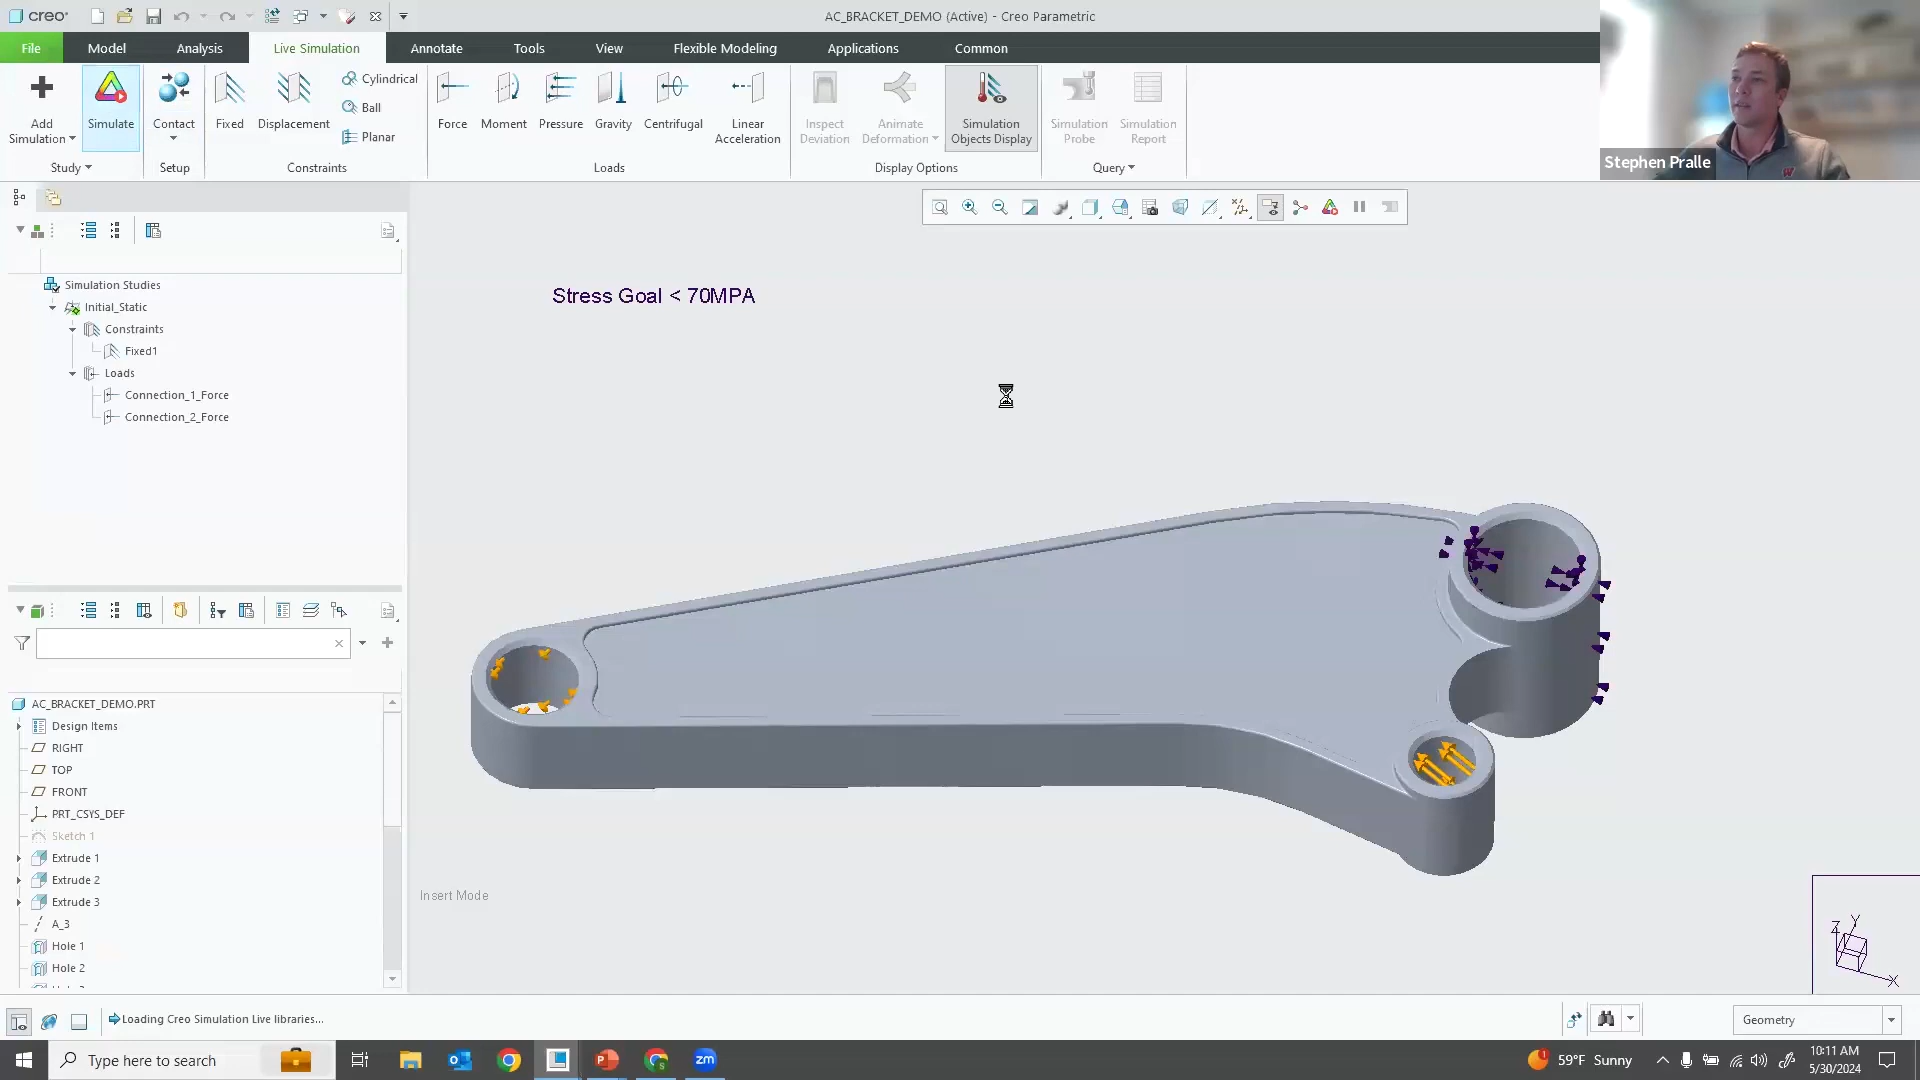 creo
AC_BRACKET_DEMO (Active) - Creo Parametric
File
Model
Analysis
Live Simulation
Annotate
Tools
View
Flexible Modeling
Applications
Common
Add Simulation
Simulate
Contact
Fixed
Displacement
Cylindrical
Ball
Planar
Force
Moment
Pressure
Gravity
Centrifugal
Linear Acceleration
Inspect Deviation
Animate Deformation
Simulation Objects Display
Simulation Probe
Simulation Report
Study
Setup
Constraints
Loads
Display Options
Query
Stephen Pralle
Simulation Studies
Initial_Static
Constraints
Fixed1
Loads
Connection_1_Force
Connection_2_Force
Stress Goal < 70MPA
AC_BRACKET_DEMO.PRT
Design Items
RIGHT
TOP
FRONT
PRT_CSYS_DEF
Sketch 1
Extrude 1
Extrude 2
Extrude 3
A_3
Hole 1
Hole 2
Insert Mode
Z
Y
X
Loading Creo Simulation Live libraries...
Geometry
Type here to search
zm
59°F Sunny
10:11 AM
5/30/2024